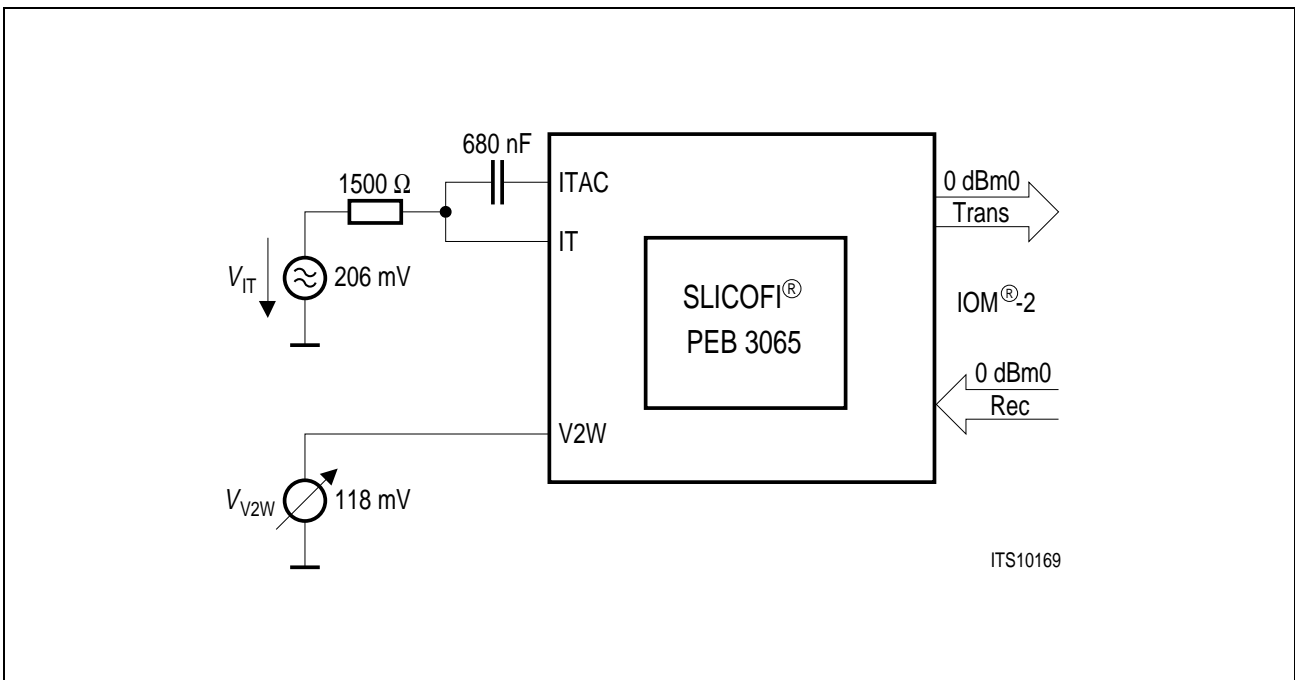 680 nF
1500 Ω
ITAC
IT
V_IT
206 mV
SLICOFI®
PEB 3065
0 dBm0
Trans
IOM®-2
0 dBm0
Rec
V2W
V_V2W
118 mV
ITS10169